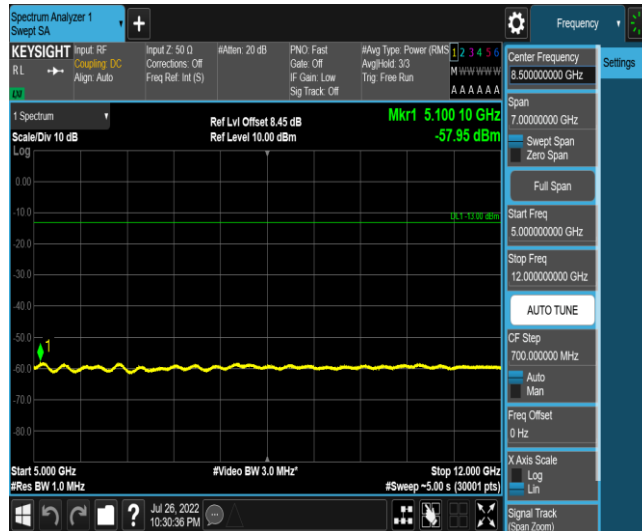 Spectrum Analyzer 1
Swept SA
+
Frequency
KEYSIGHT
R L
LXI
Input: RF
Coupling: DC
Align: Auto
Input Z: 50 Ω
Corrections: Off
Freq Ref: Int (S)
#Atten: 20 dB
PNO: Fast
Gate: Off
IF Gain: Low
Sig Track: Off
#Avg Type: Power (RMS
Avg|Hold: 3/3
Trig: Free Run
1 2 3 4 5 6
M W W W W W
A A A A A A
1 Spectrum
Scale/Div 10 dB
Log
Ref Lvl Offset 8.45 dB
Ref Level 10.00 dBm
Mkr1 5.100 10 GHz
-57.95 dBm
0.00
-10.0
DL1 -13.00 dBm
-20.0
-30.0
-40.0
-50.0
1
-60.0
-70.0
-80.0
Start 5.000 GHz
#Res BW 1.0 MHz
#Video BW 3.0 MHz*
Stop 12.000 GHz
#Sweep ~5.00 s (30001 pts)
?
Jul 26, 2022
10:30:36 PM
Center Frequency
8.50000000 GHz
Settings
Span
7.00000000 GHz
Swept Span
Zero Span
Full Span
Start Freq
5.000000000 GHz
Stop Freq
12.000000000 GHz
AUTO TUNE
CF Step
700.000000 MHz
Auto
Man
Freq Offset
0 Hz
X Axis Scale
Log
Lin
Signal Track
(Span Zoom)